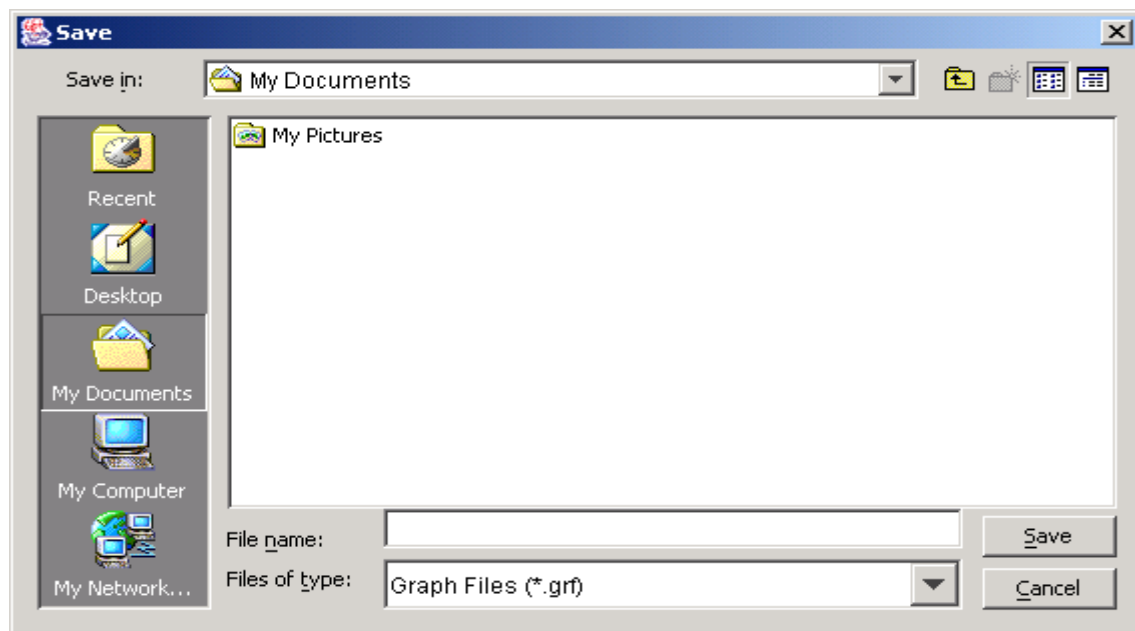 Save
Save in:
My Documents
My Pictures
Recent
Desktop
My Documents
My Computer
My Network...
File name:
Save
Files of type:
Graph Files (*.grf)
Cancel